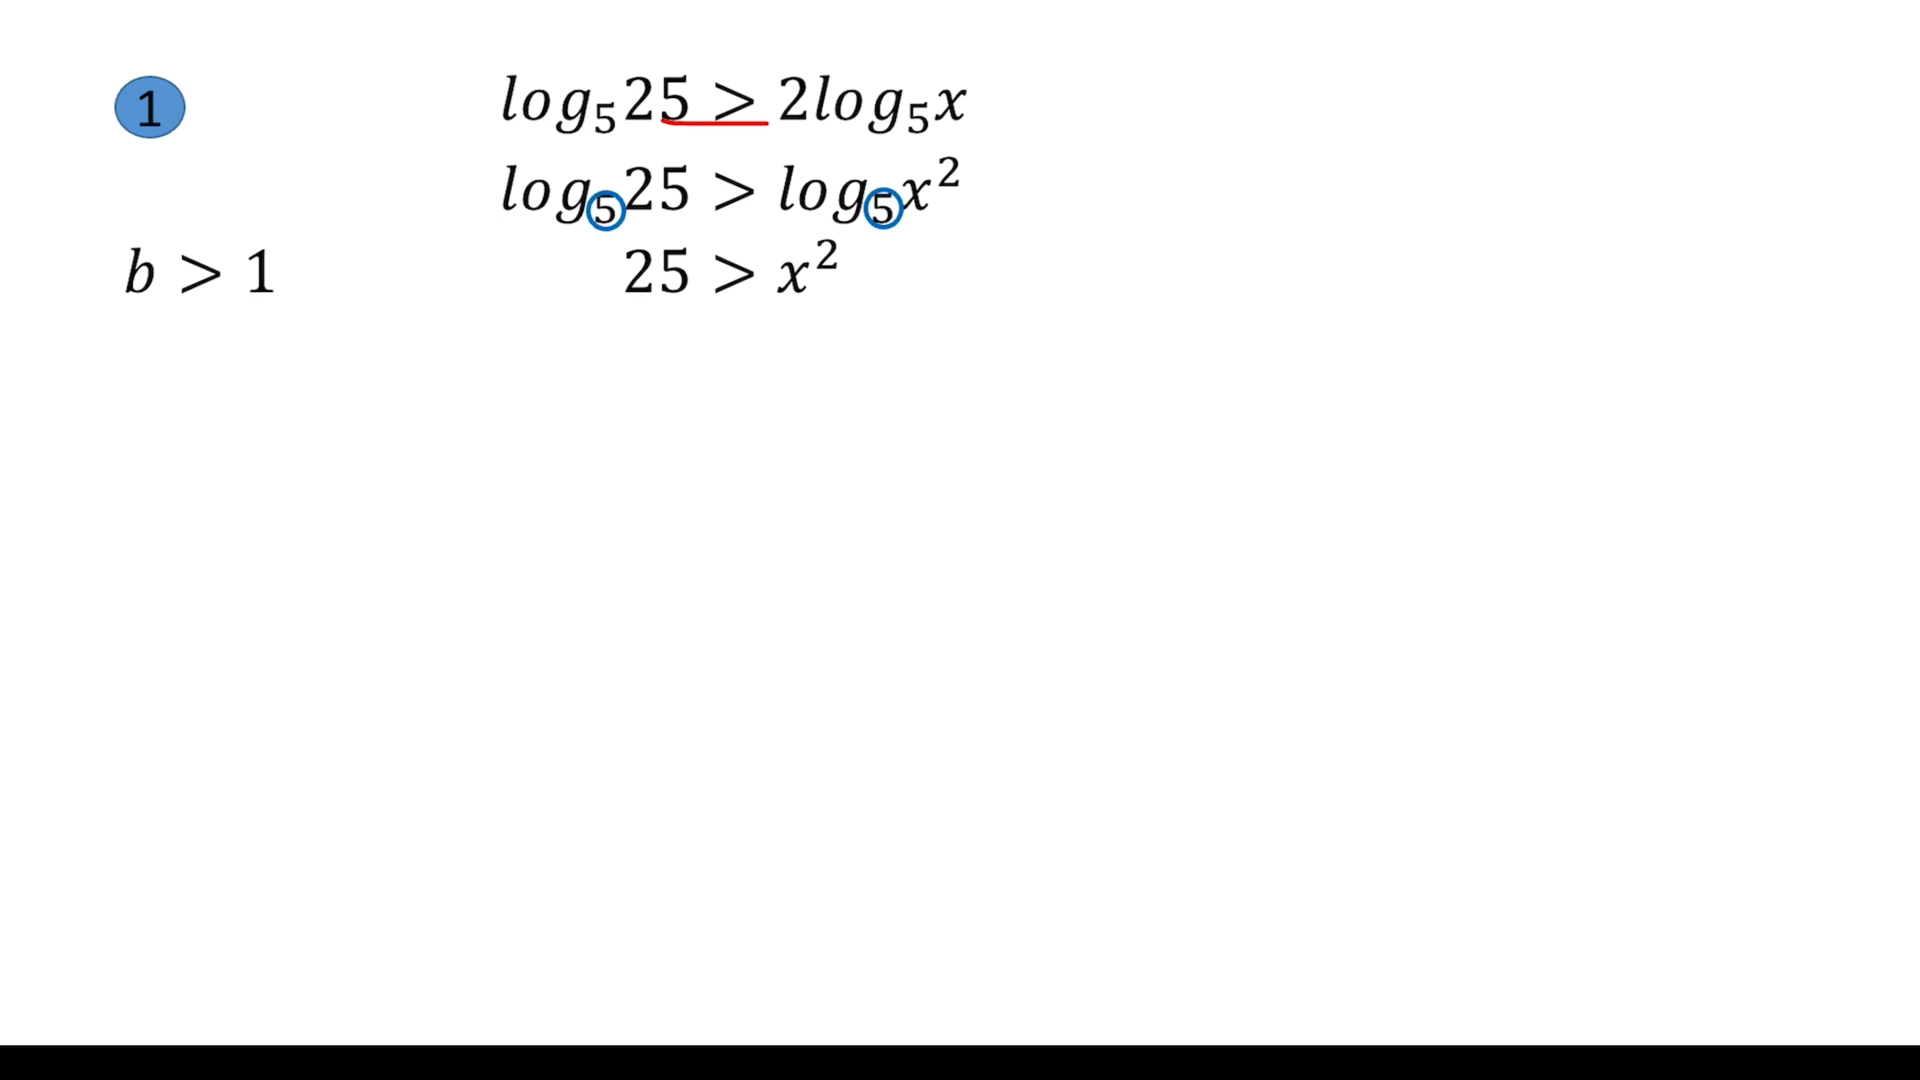 1
log₅25 > 2log₅x
log₅25 > log₅x²
b > 1
25 > x²